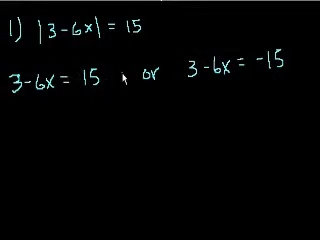 1) |3-6x| = 15
3-6x = 15 or 3-6x = -15